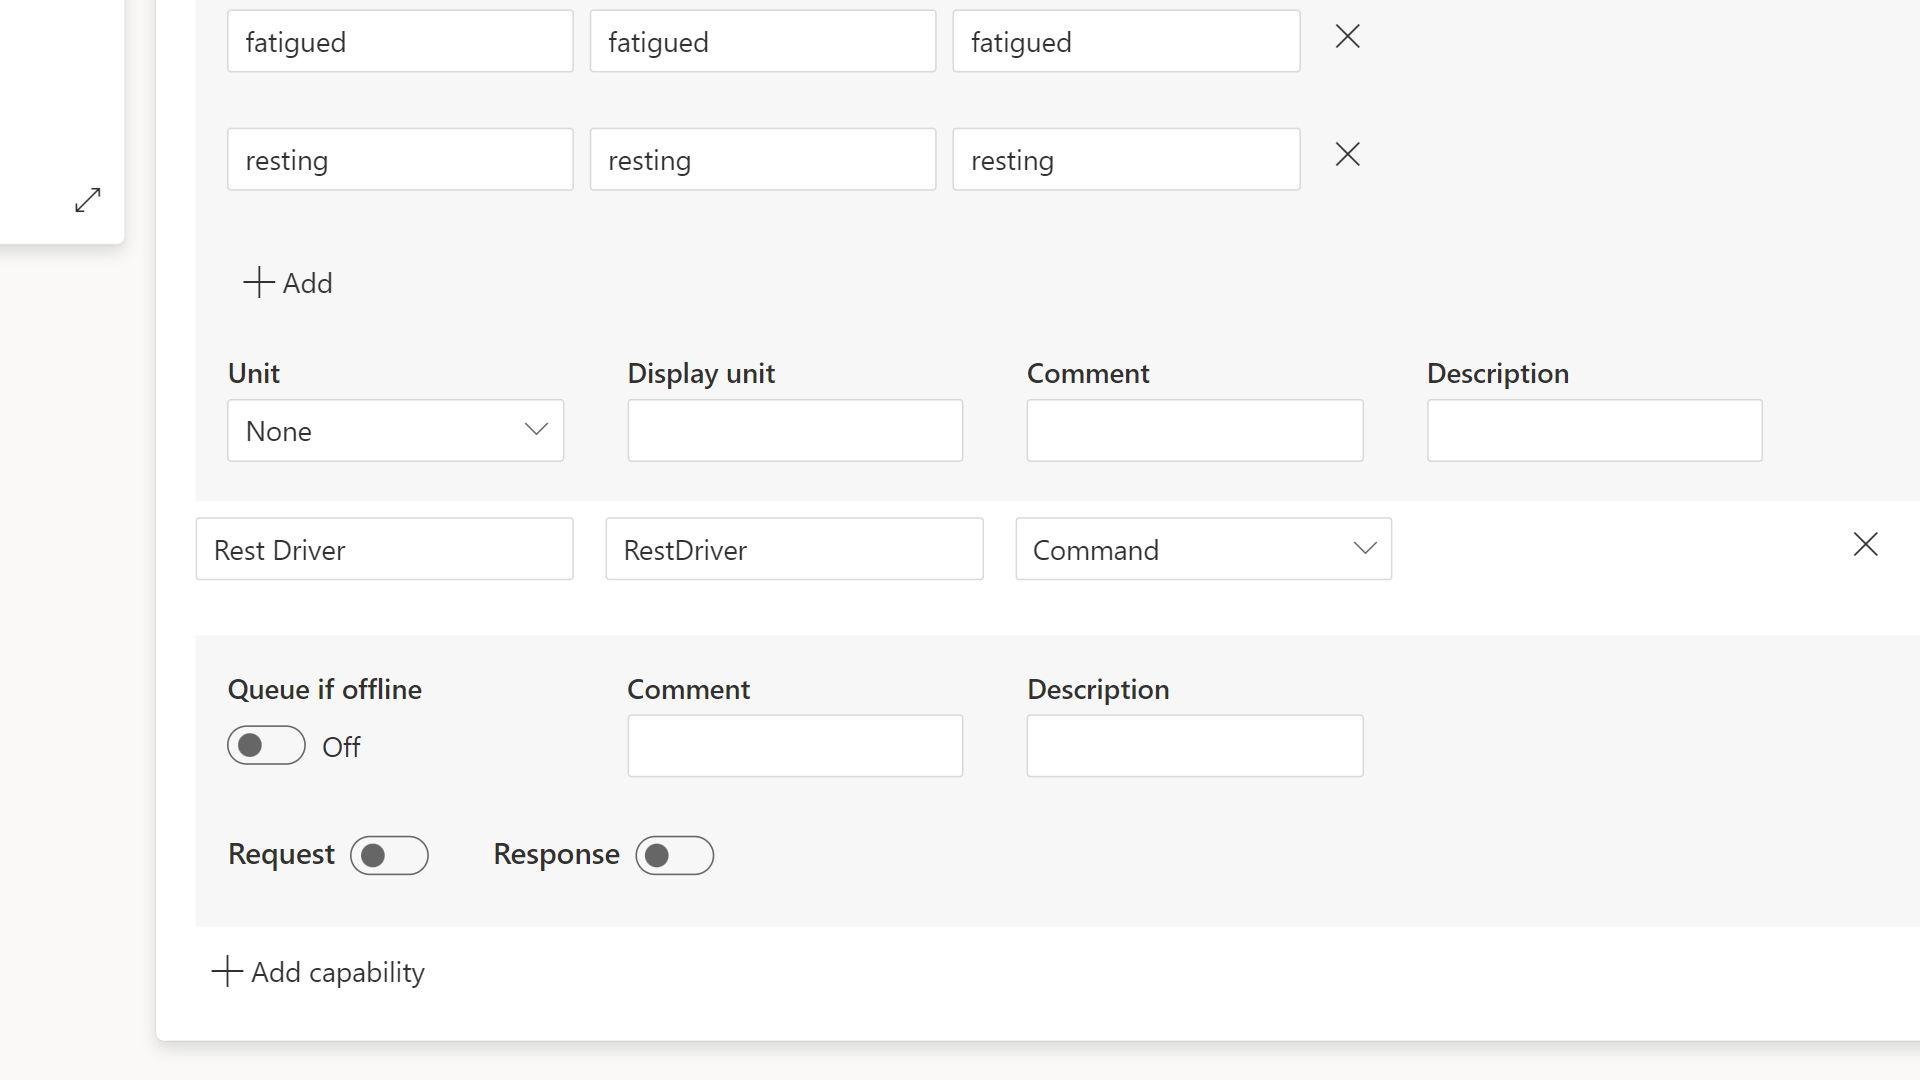 fatigued fatigued fatigued
resting resting resting
Add
Unit Display unit Comment Description
None
Rest Driver RestDriver Command
Queue if offline Comment Description
Off
Request Response
Add capability